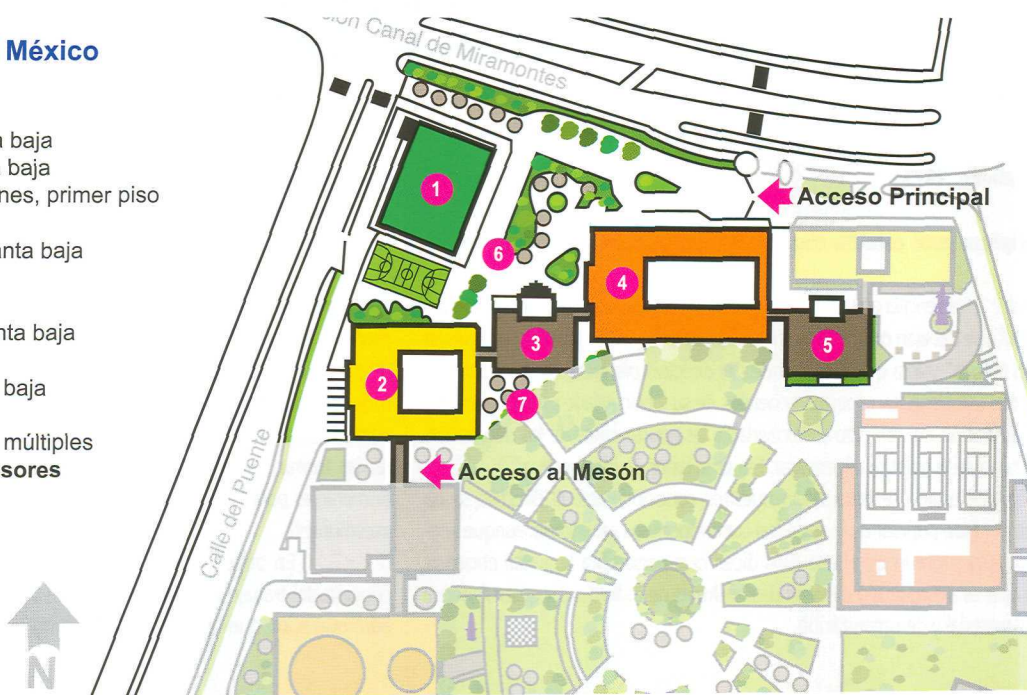 México
baja
baja
nes, primer piso
anta baja
nta baja
baja
múltiples
sores
Canal de Miramontes
Acceso Principal
1
6
4
3
5
2
7
Acceso al Mesón
Calle del Puente
N